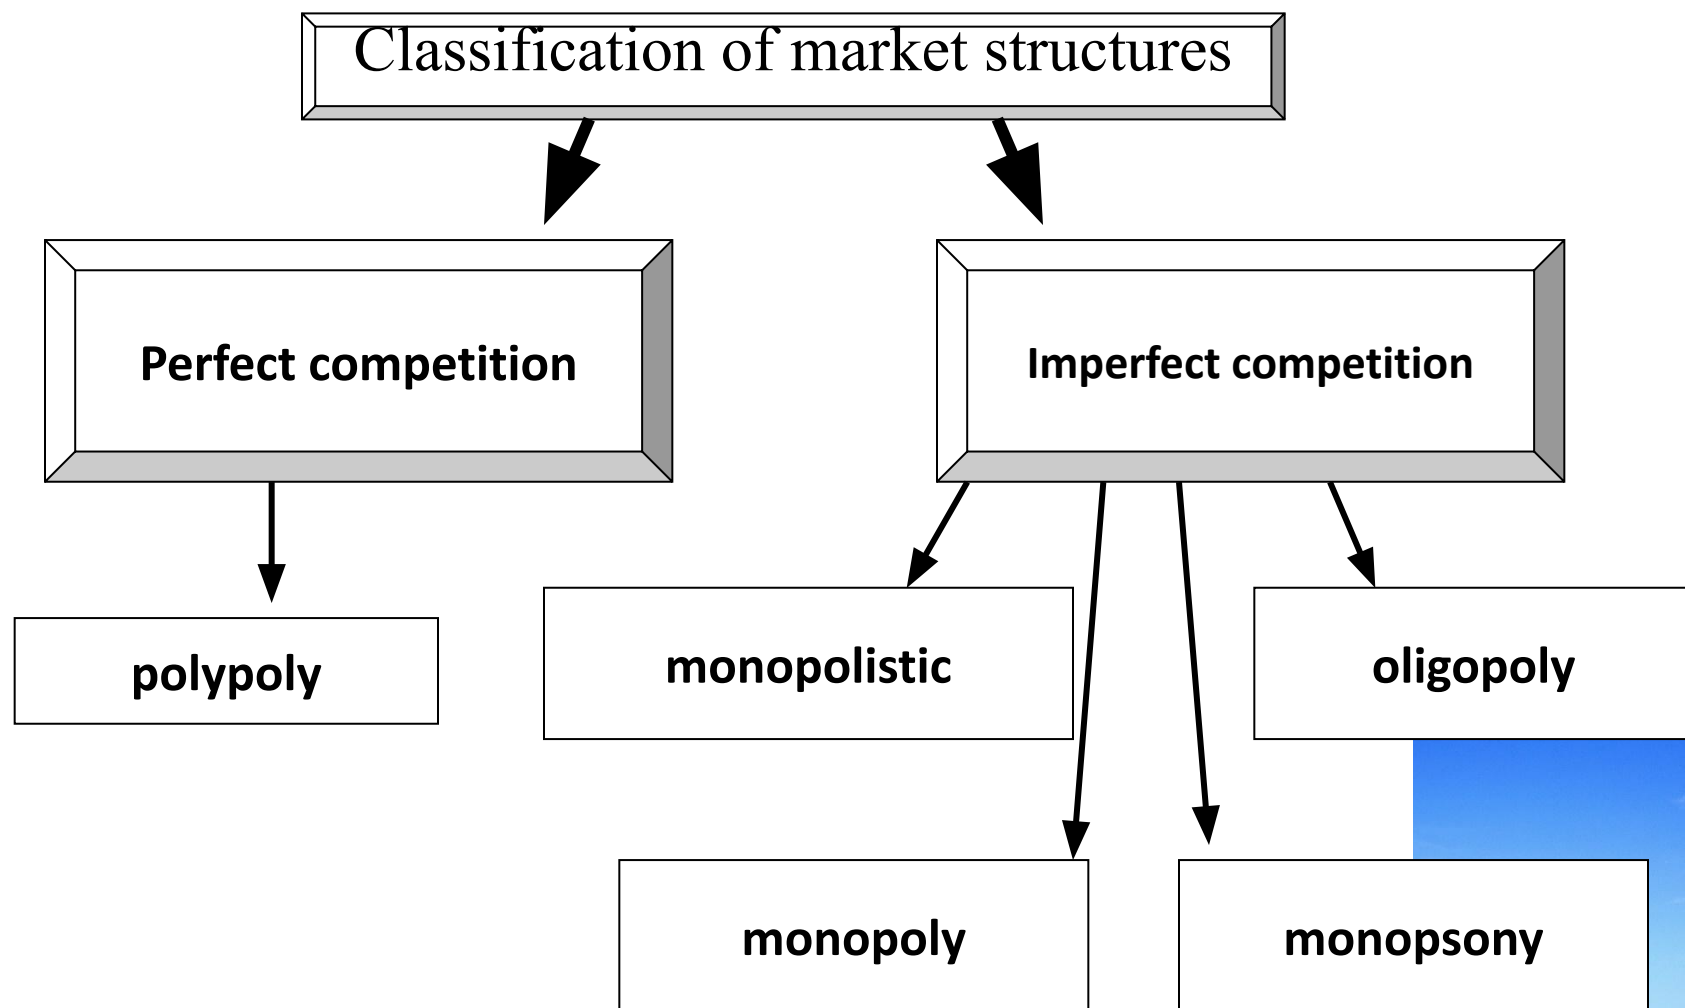 Classification of market structures
Perfect competition
Imperfect competition
polypoly
monopolistic
oligopoly
monopoly
monopsony